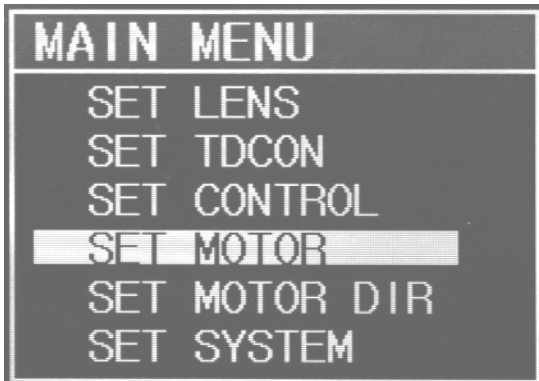 MAIN MENU
SET LENS
SET TDCON
SET CONTROL
SET MOTOR
SET MOTOR DIR
SET SYSTEM